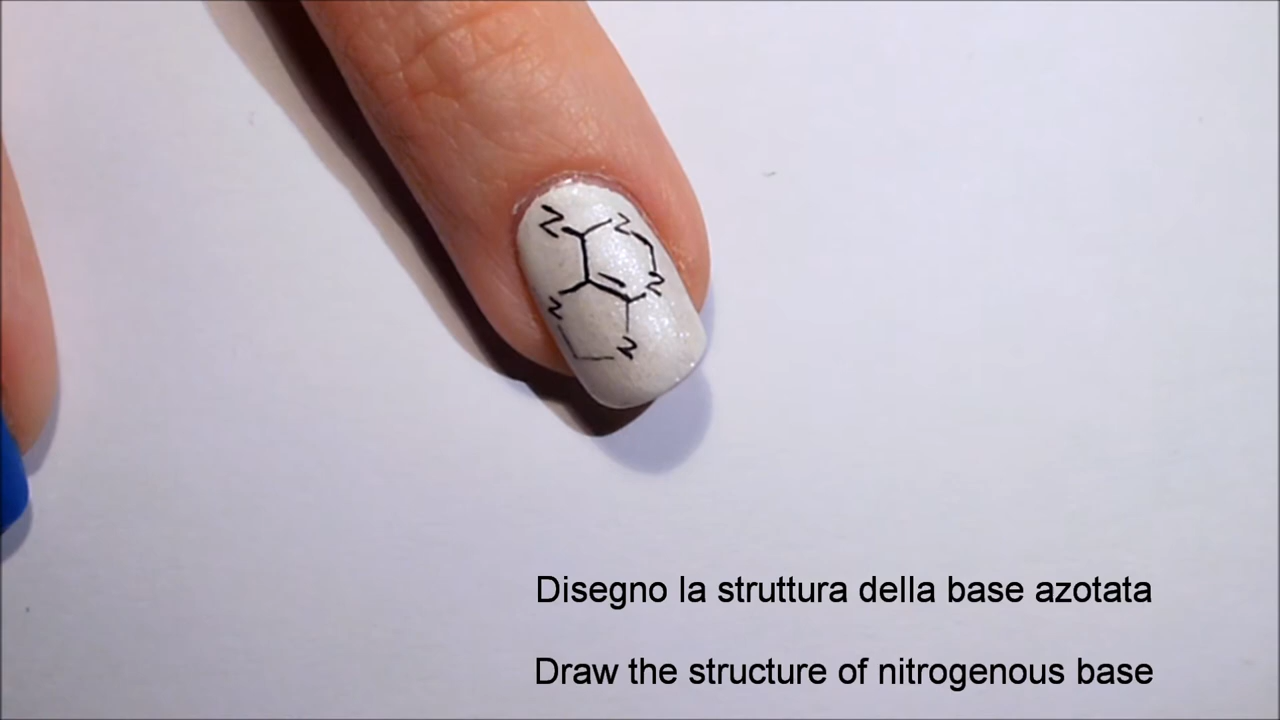 N
N
N
N
N
Disegno la struttura della base azotata
Draw the structure of nitrogenous base